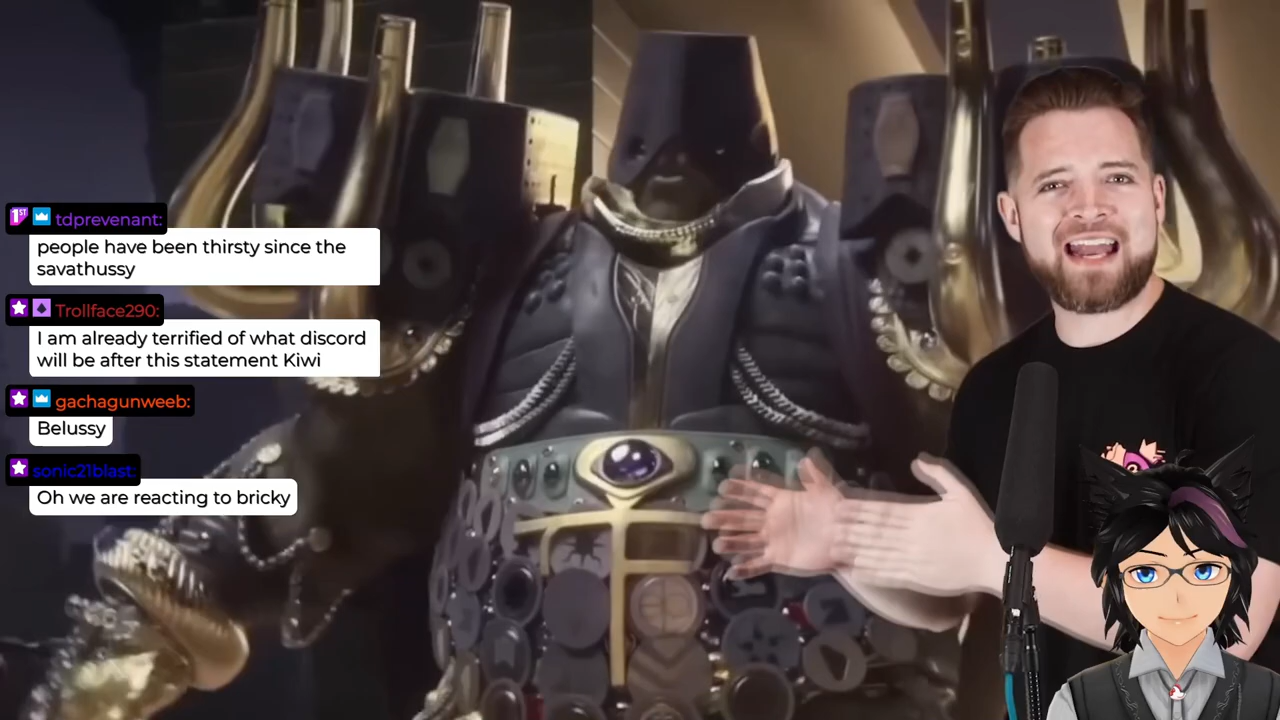 tdprevenant:
people have been thirsty since the
savathussy
Trollface290:
I am already terrified of what discord
will be after this statement Kiwi
gachagunweeb:
Belussy
sonic21blast:
Oh we are reacting to bricky